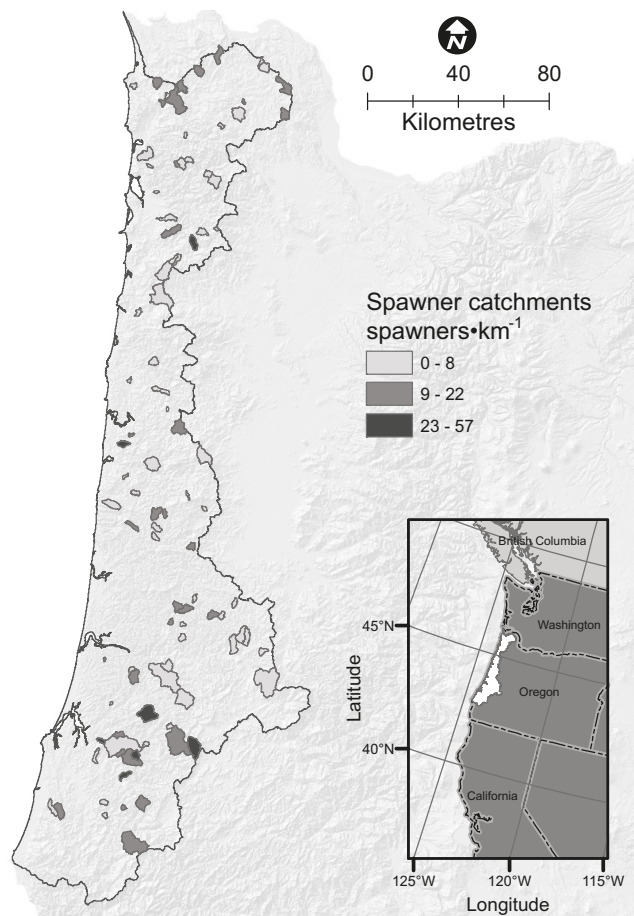 N
0 40 80
Kilometres
Spawner catchments
spawners•km⁻¹
0 - 8
9 - 22
23 - 57
British Columbia
Washington
Oregon
California
45°N
40°N
Latitude
125°W 120°W 115°W
Longitude